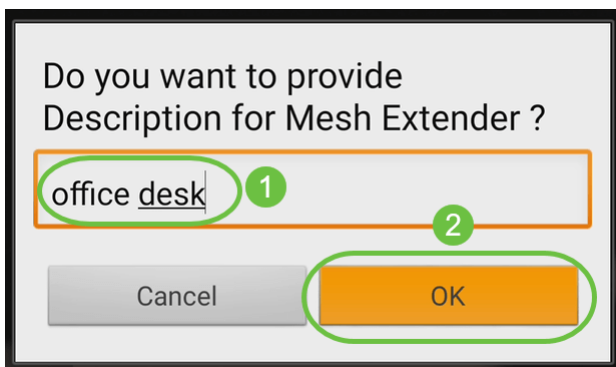 Do you want to provide
Description for Mesh Extender ?
office desk
1
2
Cancel
OK